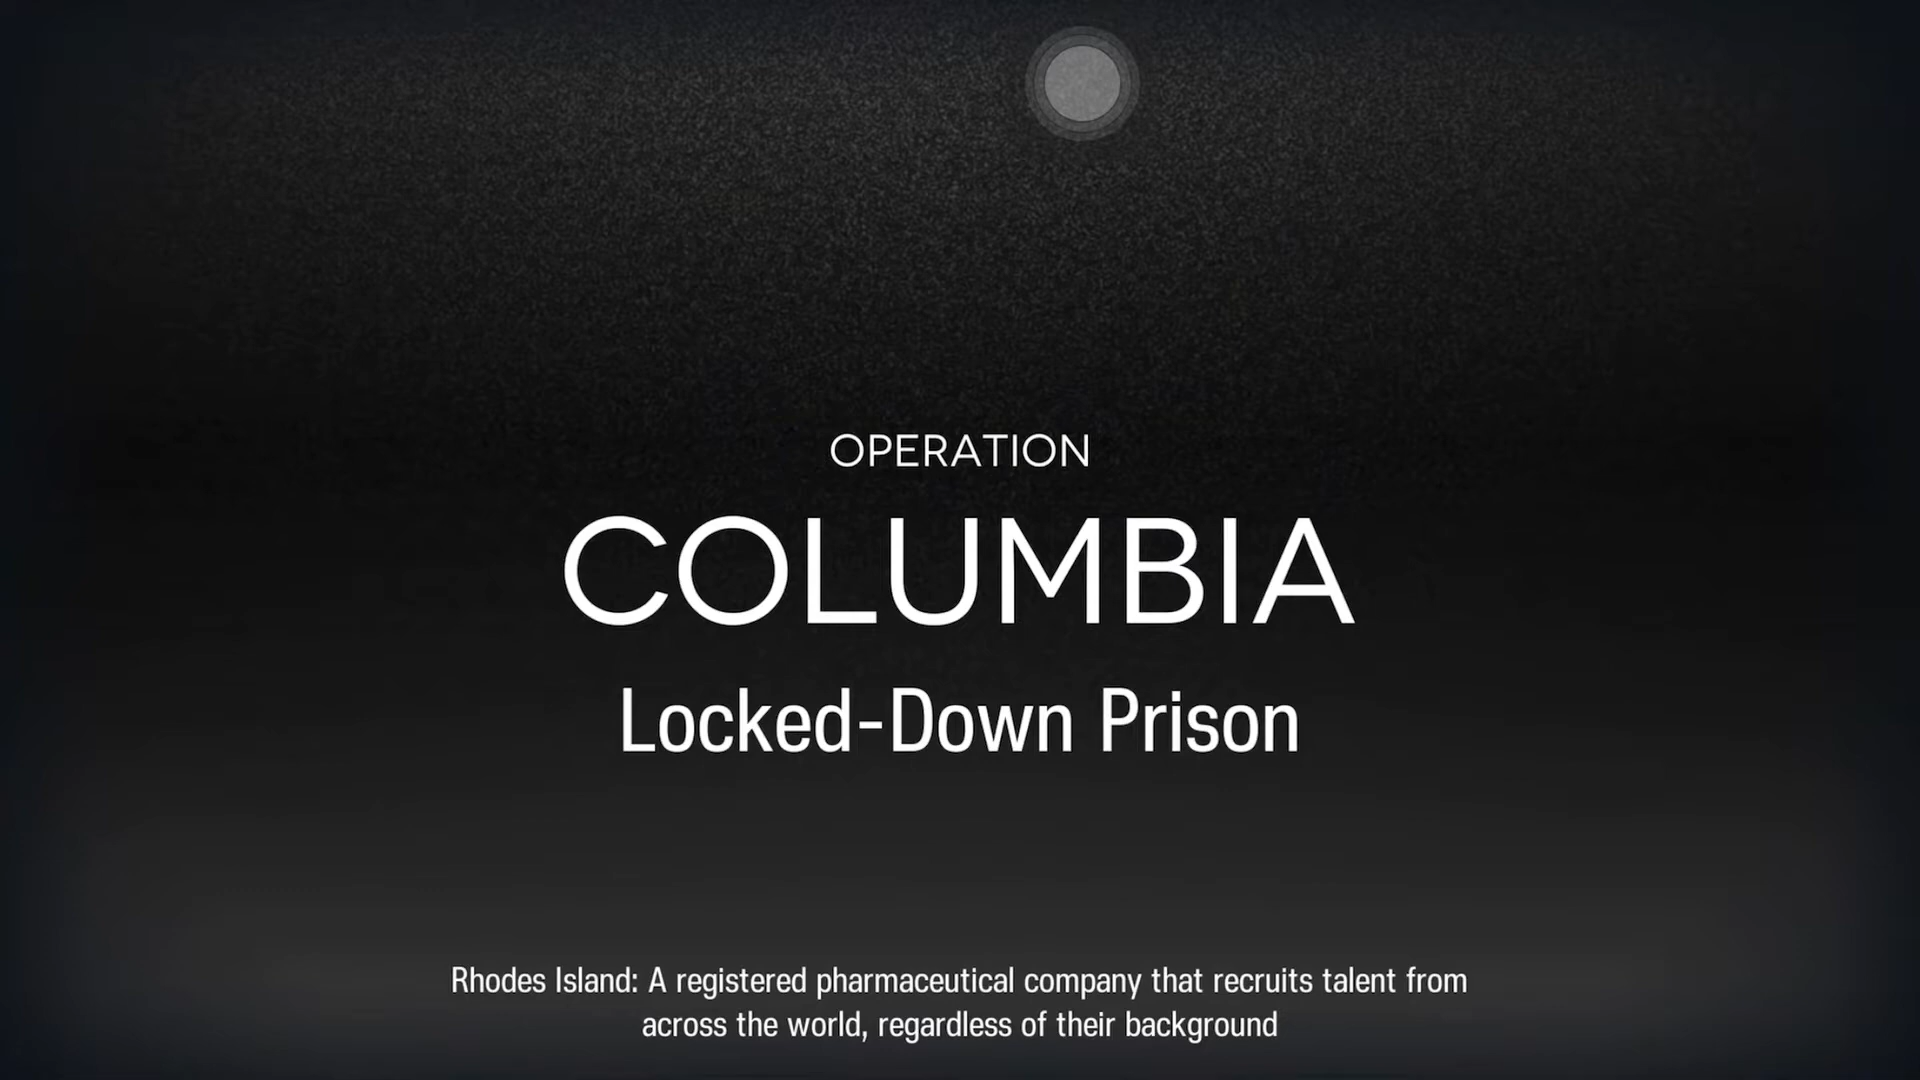 OPERATION
COLUMBIA
Locked-Down Prison
Rhodes Island: A registered pharmaceutical company that recruits talent from
across the world, regardless of their background